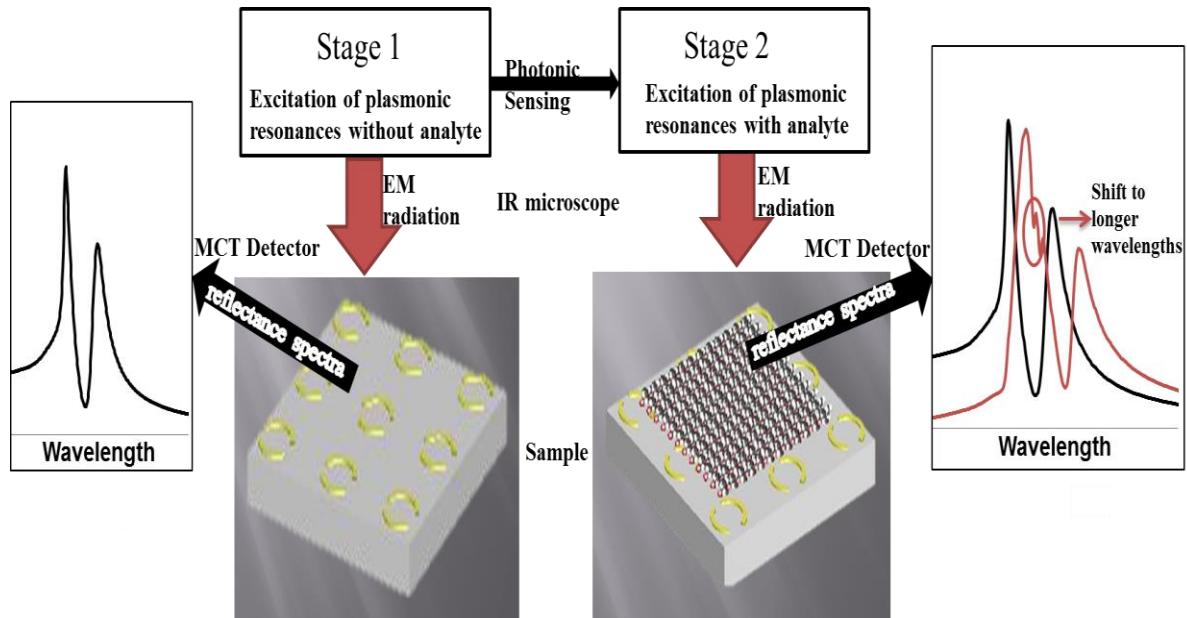 Stage 1
Excitation of plasmonic
resonances without analyte
Photonic
Sensing
Stage 2
Excitation of plasmonic
resonances with analyte
EM
radiation
IR microscope
EM
radiation
MCT Detector
reflectance spectra
Wavelength
Sample
MCT Detector
reflectance spectra
Shift to
longer
wavelengths
Wavelength